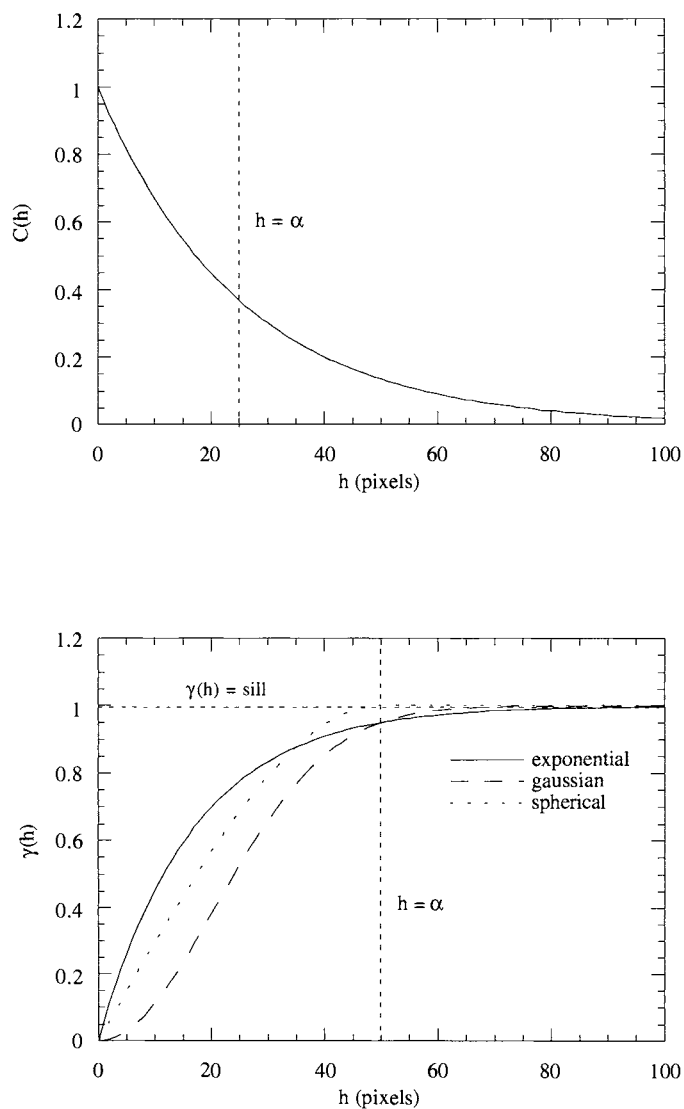 1.2
1
0.8
0.6
0.4
0.2
0
C(h)
h = α
0 20 40 60 80 100
h (pixels)
1.2
1
0.8
0.6
0.4
0.2
0
γ(h)
γ(h) = sill
exponential
gaussian
spherical
h = α
0 20 40 60 80 100
h (pixels)